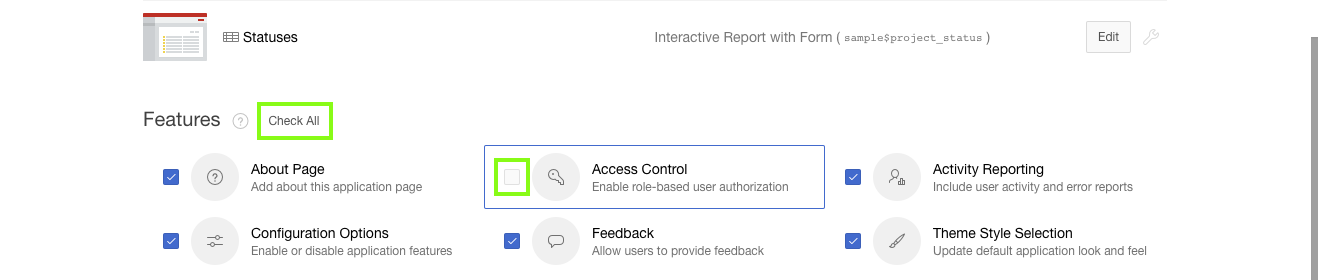 Statuses Interactive Report with Form ( sample$project_status ) Edit
Features ? Check All
About Page Access Control Activity Reporting
Add about this application page Enable role-based user authorization Include user activity and error reports
Configuration Options Feedback Theme Style Selection
Enable or disable application features Allow users to provide feedback Update default application look and feel